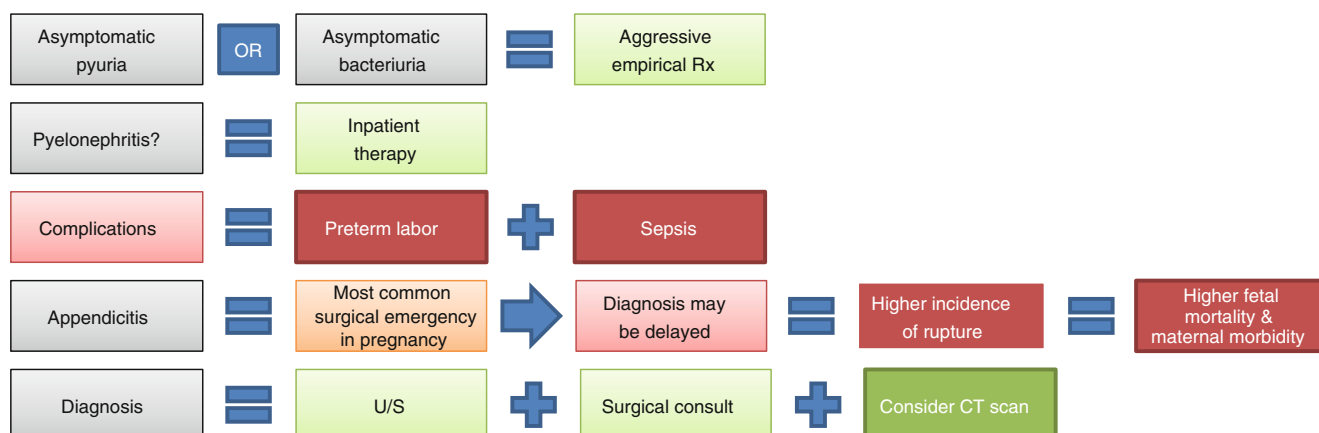 Asymptomatic
pyuria
OR
Asymptomatic
bacteriuria
Aggressive
empirical Rx
Pyelonephritis?
Inpatient
therapy
Complications
Preterm labor
Sepsis
Appendicitis
Most common
surgical emergency
in pregnancy
Diagnosis may
be delayed
Higher incidence
of rupture
Higher fetal
mortality &
maternal morbidity
Diagnosis
U/S
Surgical consult
Consider CT scan